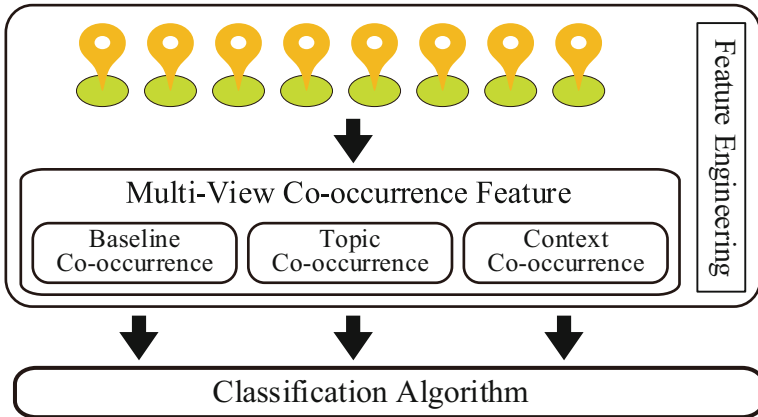 Feature Engineering
Multi-View Co-occurrence Feature
Baseline
Co-occurrence
Topic
Co-occurrence
Context
Co-occurrence
Classification Algorithm